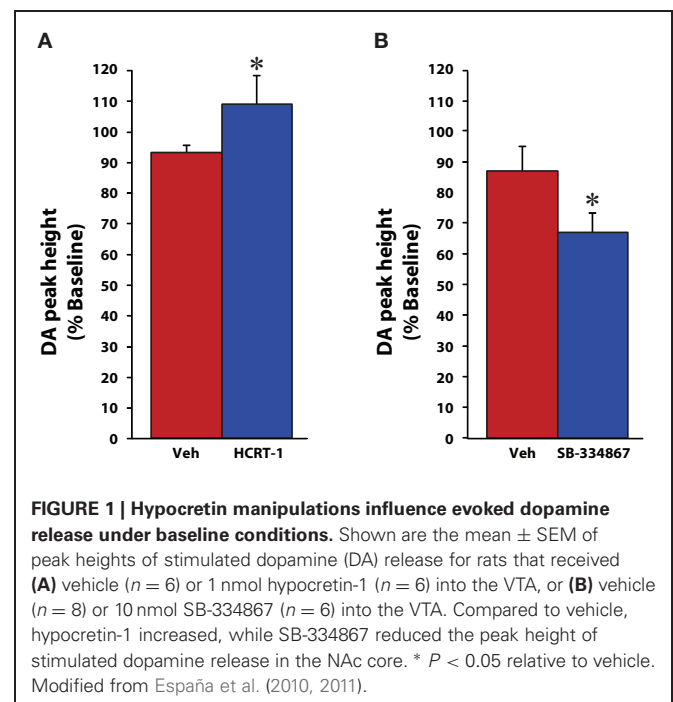 A
B
120
110
100
90
80
70
60
50
40
30
20
10
0
DA peak height
(% Baseline)
*
Veh HCRT-1
120
110
100
90
80
70
60
50
40
30
20
10
0
DA peak height
(% Baseline)
*
Veh SB-334867
FIGURE 1 | Hypocretin manipulations influence evoked dopamine
release under baseline conditions. Shown are the mean ± SEM of
peak heights of stimulated dopamine (DA) release for rats that received
(A) vehicle (n = 6) or 1 nmol hypocretin-1 (n = 6) into the VTA, or (B) vehicle
(n = 8) or 10 nmol SB-334867 (n = 6) into the VTA. Compared to vehicle,
hypocretin-1 increased, while SB-334867 reduced the peak height of
stimulated dopamine release in the NAc core. * P < 0.05 relative to vehicle.
Modified from España et al. (2010, 2011).